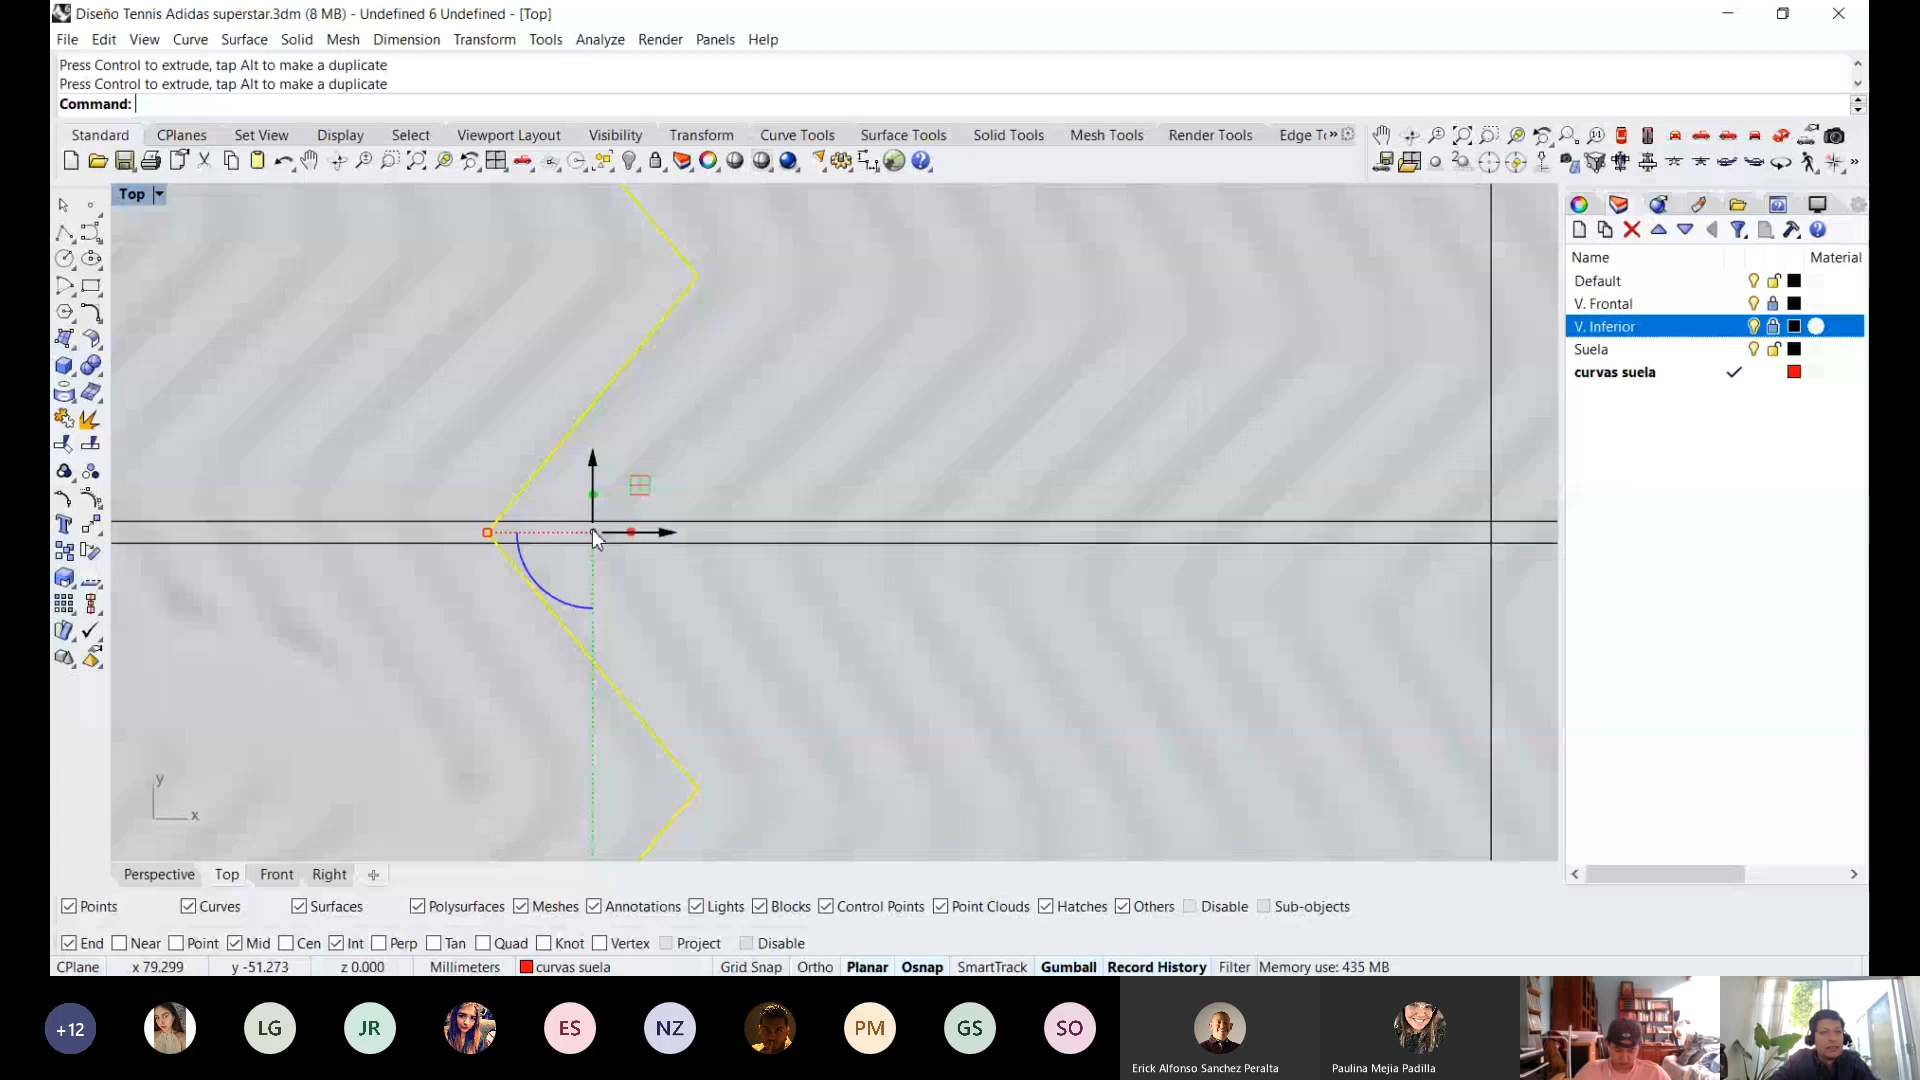 Diseño Tennis Adidas superstar.3dm (8 MB) - Undefined 6 Undefined - [Top]
File Edit View Curve Surface Solid Mesh Dimension Transform Tools Analyze Render Panels Help
Press Control to extrude, tap Alt to make a duplicate
Press Control to extrude, tap Alt to make a duplicate
Command:
Standard CPlanes Set View Display Select Viewport Layout Visibility Transform Curve Tools Surface Tools Solid Tools Mesh Tools Render Tools Edge To
Top
Name Material
Default
V. Frontal
V. Inferior
Suela
curvas suela
y
x
Perspective Top Front Right
Points Curves Surfaces Polysurfaces Meshes Annotations Lights Blocks Control Points Point Clouds Hatches Others Disable Sub-objects
End Near Point Mid Cen Int Perp Tan Quad Knot Vertex Project Disable
CPlane x 79.299 y -51.273 z 0.000 Millimeters curvas suela Grid Snap Ortho Planar Osnap SmartTrack Gumball Record History Filter Memory use: 435 MB
+12 LG JR ES NZ PM GS SO
Erick Alfonso Sanchez Peralta Paulina Mejia Padilla